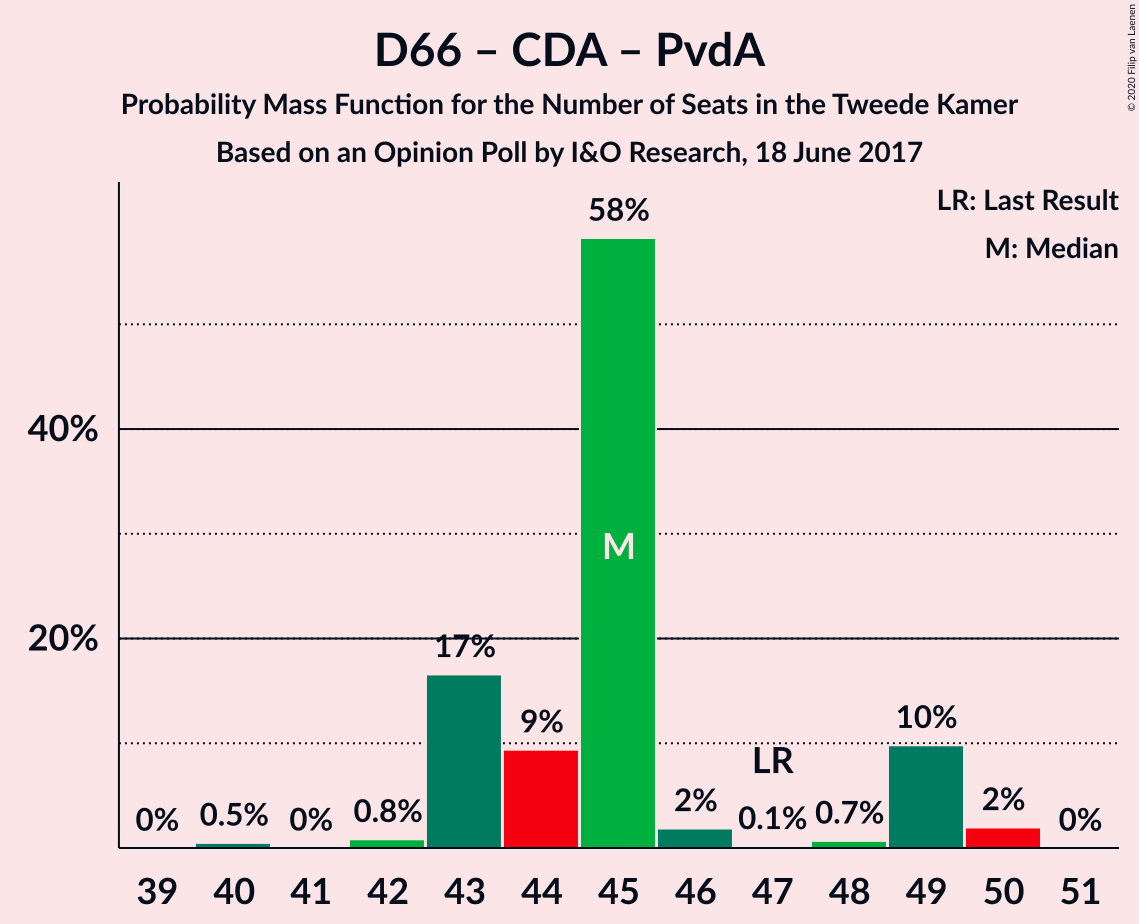 D66 – CDA – PvdA
Probability Mass Function for the Number of Seats in the Tweede Kamer
Based on an Opinion Poll by I&O Research, 18 June 2017
© 2020 Filip van Laenen
LR: Last Result
M: Median
58%
40%
M
20%
17%
9%
10%
LR
0%
0.5%
0%
0.8%
2%
0.1%
0.7%
2%
0%
39 40 41 42 43 44 45 46 47 48 49 50 51